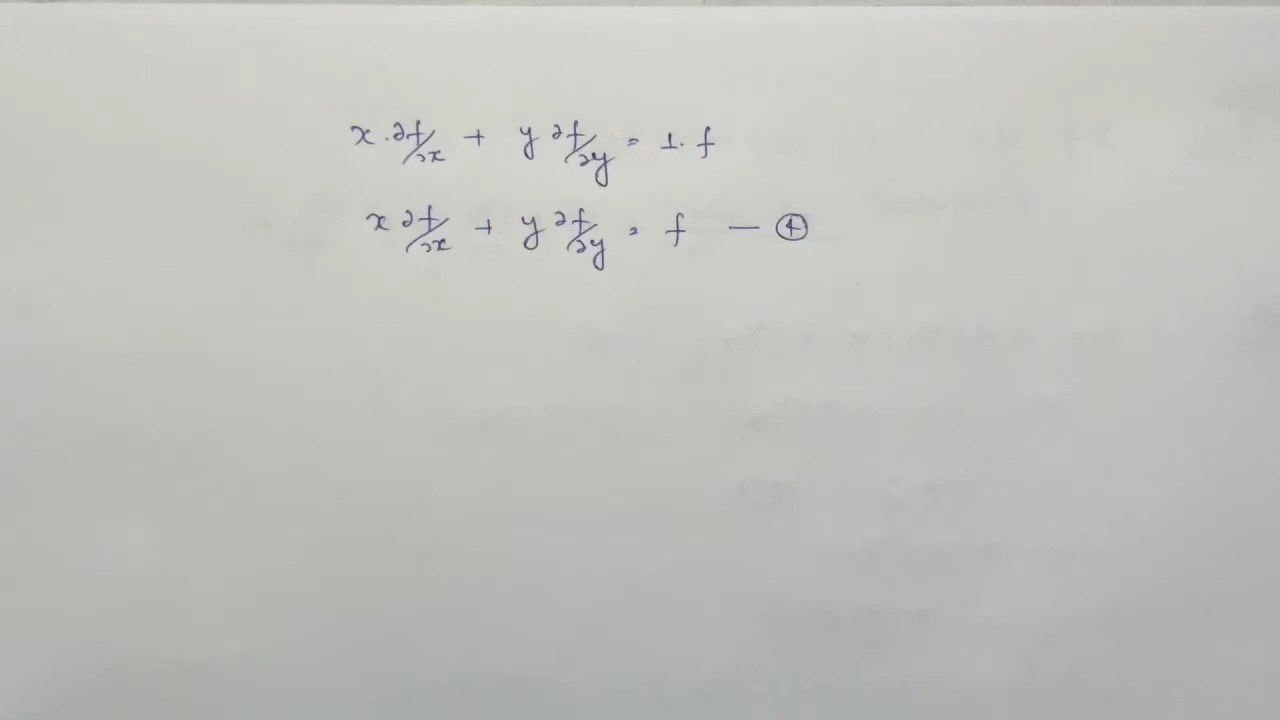 x . ∂f/∂x + y ∂f/∂y = 1. f
x ∂f/∂x + y ∂f/∂y = f — ④